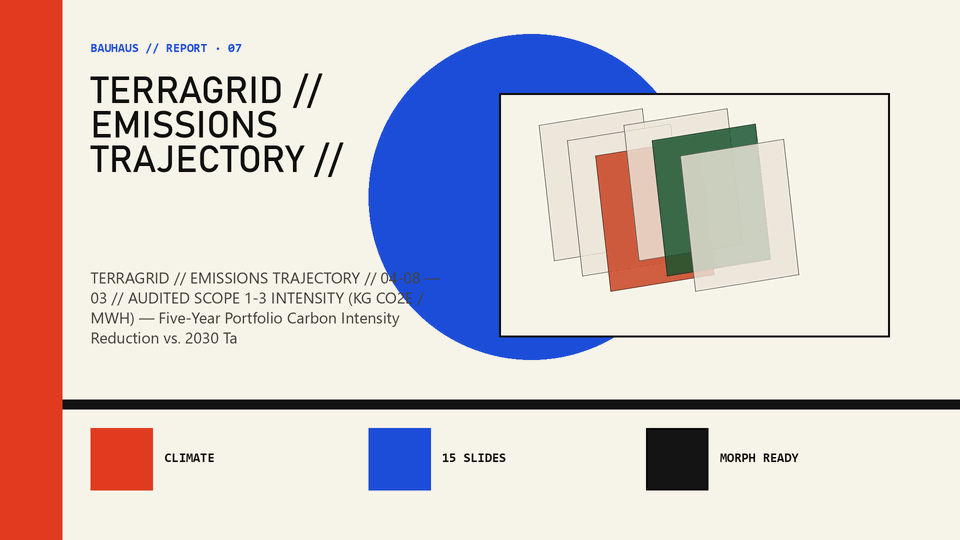 BAUHAUS // REPORT · 07
TERRAGRID //
EMISSIONS
TRAJECTORY //
TERRAGRID // EMISSIONS TRAJECTORY // 04-08 —
03 // AUDITED SCOPE 1-3 INTENSITY (KG CO2E /
MWH) — Five-Year Portfolio Carbon Intensity
Reduction vs. 2030 Ta
CLIMATE
15 SLIDES
MORPH READY